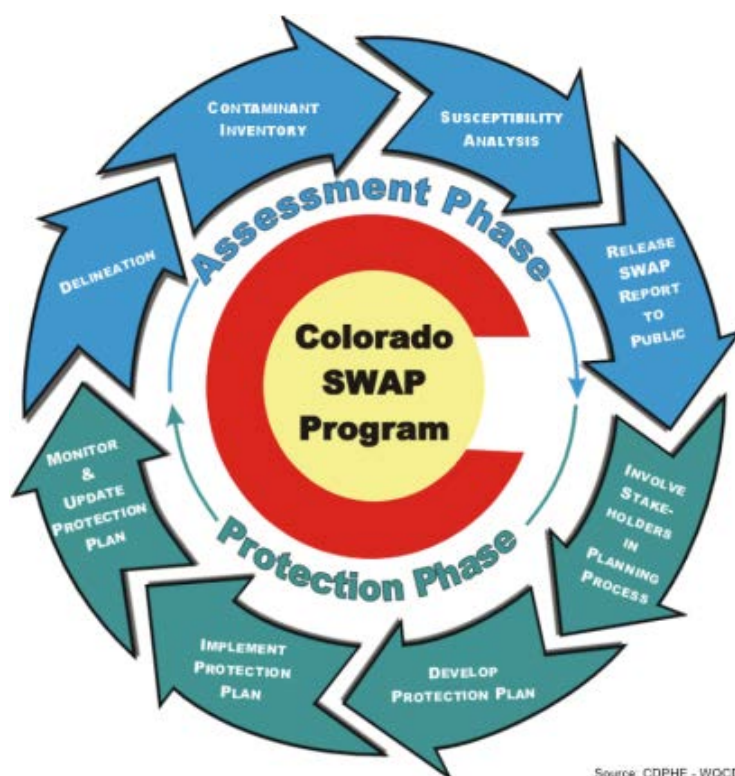 CONTAMINANT
INVENTORY
SUSCEPTIBILITY
ANALYSIS
RELEASE
SWAP
REPORT
TO
PUBLIC
INVOLVE
STAKE-
HOLDERS
IN
PLANNING
PROCESS
DEVELOP
PROTECTION PLAN
IMPLEMENT
PROTECTION
PLAN
MONITOR
&
UPDATE
PROTECTION
PLAN
DELINEATION
Assessment Phase
Colorado
SWAP
Program
Protection Phase
Source: CDPHE - WQCD